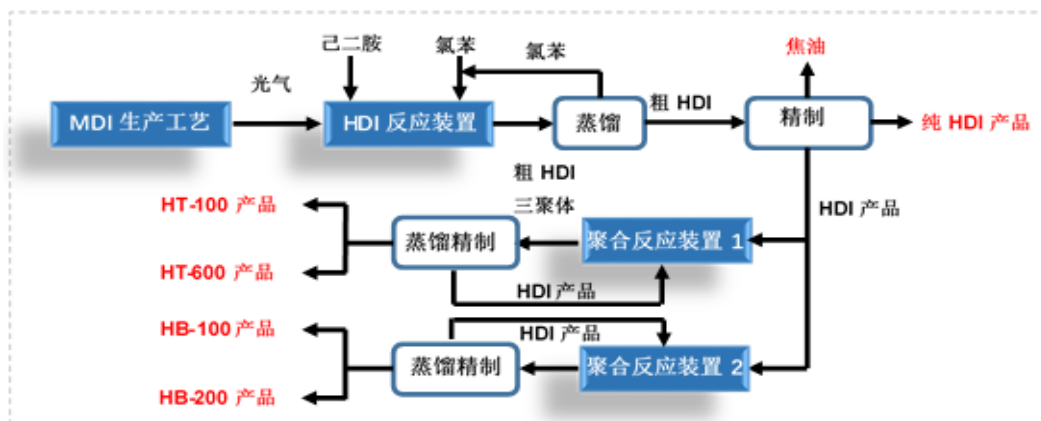 己二胺
氯苯
氯苯
焦油
光气
粗 HDI
MDI 生产工艺
HDI 反应装置
蒸馏
精制
纯 HDI 产品
粗 HDI
三聚体
HDI 产品
HT-100 产品
蒸馏精制
聚合反应装置 1
HT-600 产品
HDI 产品
HB-100 产品
HDI 产品
蒸馏精制
聚合反应装置 2
HB-200 产品